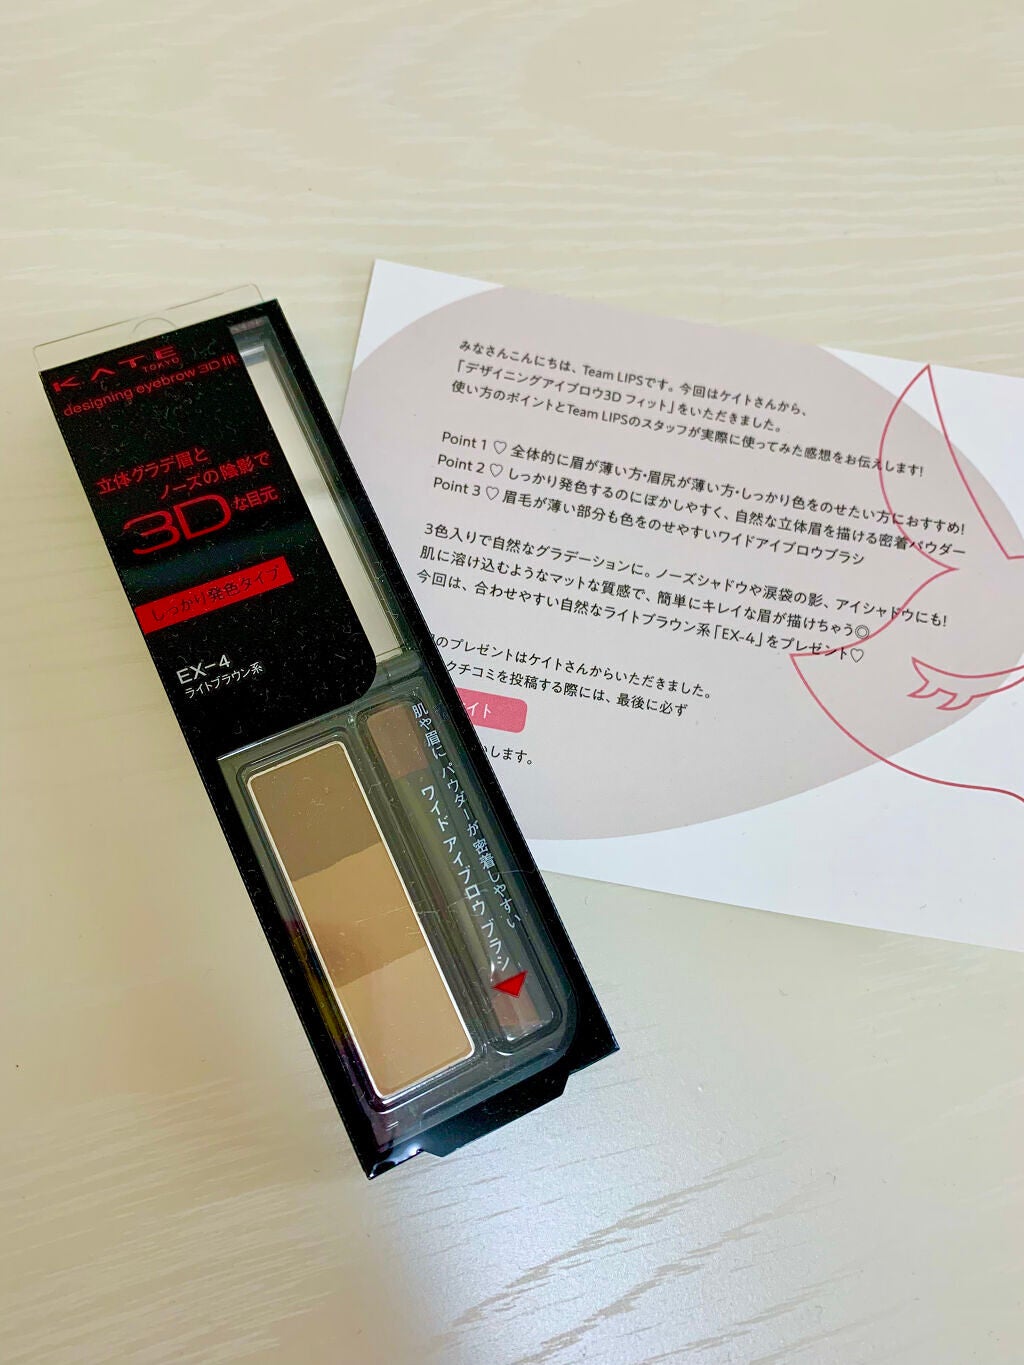 KATE
TOKYO
designing eyebrow 3D fit
立体グラデ眉と
ノーズの陰影で
3Dな目元
しっかり発色タイプ
EX-4
ライトブラウン系
肌や眉に パウダーが 密着しやすい
ワイド アイブロウ ブラシ
みなさんこんにちは、Team LIPSです。今回はケイトさんから、
「デザイニングアイブロウ3D フィット」をいただきました。
使い方のポイントとTeam LIPSのスタッフが実際に使ってみた感想をお伝えします!
Point 1 ♡ 全体的に眉が薄い方・眉尻が薄い方・しっかり色をのせたい方におすすめ!
Point 2 ♡ しっかり発色するのにぼかしやすく、自然な立体眉を描ける密着パウダー
Point 3 ♡ 眉毛が薄い部分も色をのせやすいワイドアイブロウブラシ
3色入りで自然なグラデーションに。ノーズシャドウや涙袋の影、アイシャドウにも!
肌に溶け込むようなマットな質感で、簡単にキレイな眉が描けちゃう◎
今回は、合わせやすい自然なライトブラウン系「EX-4」をプレゼント♡
のプレゼントはケイトさんからいただきました。
クチコミを投稿する際には、最後に必ず
イト
します。